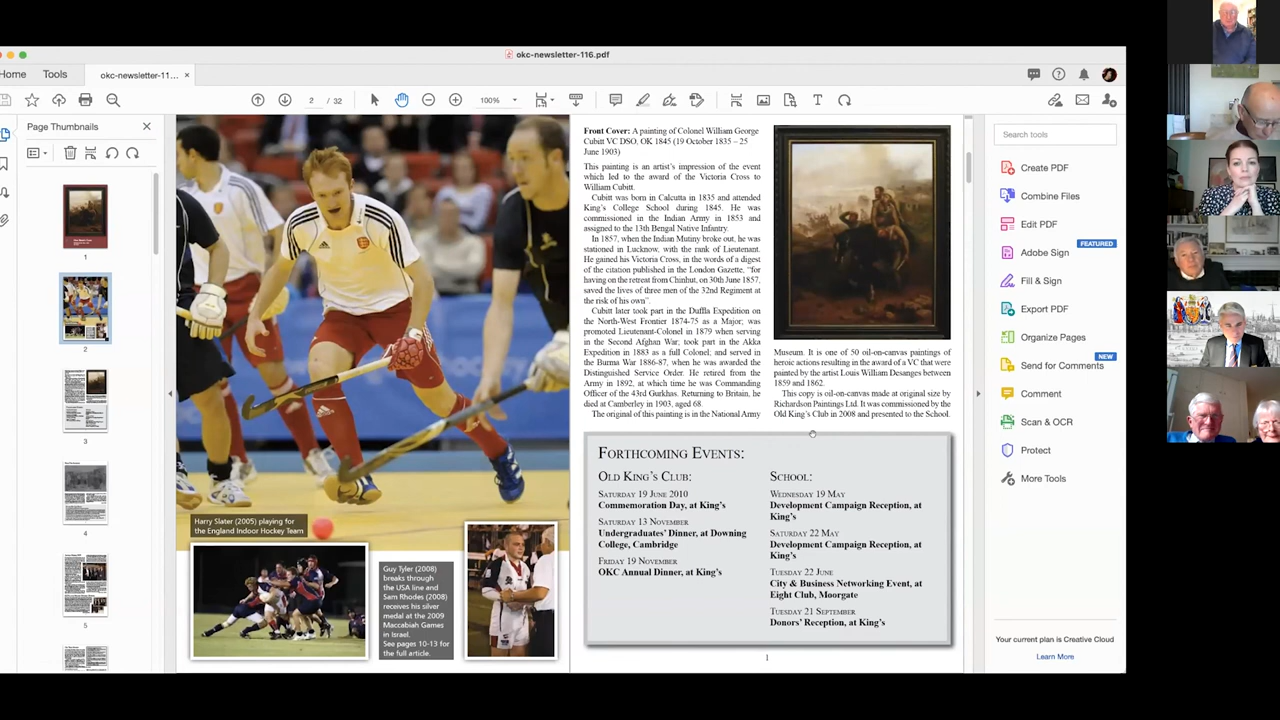 okc-newsletter-116.pdf
Home
Tools
okc-newsletter-11...
2 / 32
100%
Page Thumbnails
1
2
3
4
5
Harry Slater (2005) playing for
the England Indoor Hockey Team
Guy Tyler (2008)
breaks through
the USA line and
Sam Rhodes (2008)
receives his silver
medal at the 2009
Maccabiah Games
in Israel.
See pages 10-13 for
the full article.
Front Cover: A painting of Colonel William George
Cubitt VC DSO, OK 1845 (19 October 1835 – 25
June 1903)
This painting is an artist's impression of the event
which led to the award of the Victoria Cross to
William Cubitt.
Cubitt was born in Calcutta in 1835 and attended
King's College School during 1845. He was
commissioned in the Indian Army in 1853 and
assigned to the 13th Bengal Native Infantry.
In 1857, when the Indian Mutiny broke out, he was
stationed in Lucknow, with the rank of Lieutenant.
He gained his Victoria Cross, in the words of a digest
of the citation published in the London Gazette, "for
having on the retreat from Chinhut, on 30th June 1857,
saved the lives of three men of the 32nd Regiment at
the risk of his own".
Cubitt later took part in the Duffla Expedition on
the North-West Frontier 1874-75 as a Major; was
promoted Lieutenant-Colonel in 1879 when serving
in the Second Afghan War; took part in the Akka
Expedition in 1883 as a full Colonel; and served in
the Burma War 1886-87, when he was awarded the
Distinguished Service Order. He retired from the
Army in 1892, at which time he was Commanding
Officer of the 43rd Gurkhas. Returning to Britain, he
died at Camberley in 1903, aged 68.
The original of this painting is in the National Army
Museum. It is one of 50 oil-on-canvas paintings of
heroic actions resulting in the award of a VC that were
painted by the artist Louis William Desanges between
1859 and 1862.
This copy is oil-on-canvas made at original size by
Richardson Paintings Ltd. It was commissioned by the
Old King's Club in 2008 and presented to the School.
Forthcoming Events:
Old King's Club:
Saturday 19 June 2010
Commemoration Day, at King's
Saturday 13 November
Undergraduates' Dinner, at Downing
College, Cambridge
Friday 19 November
OKC Annual Dinner, at King's
School:
Wednesday 19 May
Development Campaign Reception, at
King's
Saturday 22 May
Development Campaign Reception, at
King's
Tuesday 22 June
City & Business Networking Event, at
Eight Club, Moorgate
Tuesday 21 September
Donors' Reception, at King's
1
Search tools
Create PDF
Combine Files
Edit PDF
FEATURED
Adobe Sign
Fill & Sign
Export PDF
Organize Pages
NEW
Send for Comments
Comment
Scan & OCR
Protect
More Tools
Your current plan is Creative Cloud
Learn More